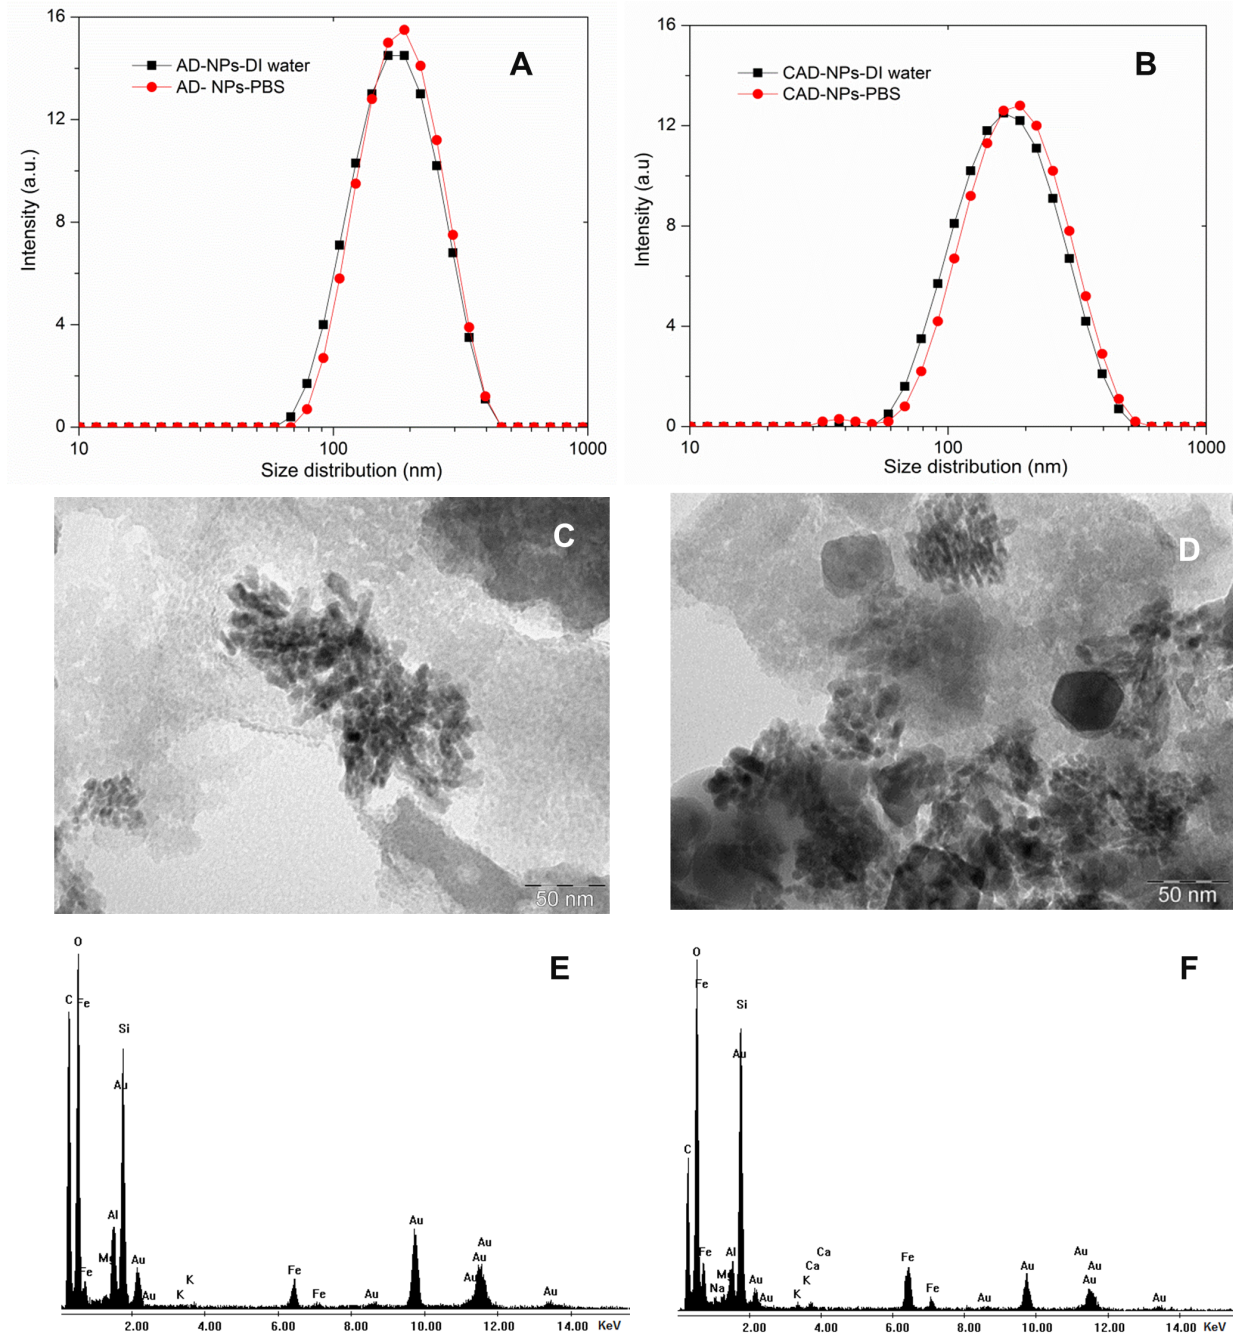 A
AD-NPs-DI water
AD- NPs-PBS
16
12
8
4
0
Intensity (a.u.)
10
100
1000
Size distribution (nm)
B
CAD-NPs-DI water
CAD-NPs-PBS
16
12
8
4
0
Intensity (a.u)
10
100
1000
Size distribution (nm)
C
50 nm
D
50 nm
E
O
C Fe
Si
Au
Al
Au
Fe
Au
K
K
Fe
Fe
Au
Au
Au
Au
Au
Au
2.00 4.00 6.00 8.00 10.00 12.00 14.00 KeV
F
O
Fe
Si
Au
C
Fe
Al
Na
Au
Au
Ca
Ca
K
K
Fe
Fe
Au
Au
Au
Au
Au
Au
2.00 4.00 6.00 8.00 10.00 12.00 14.00 KeV